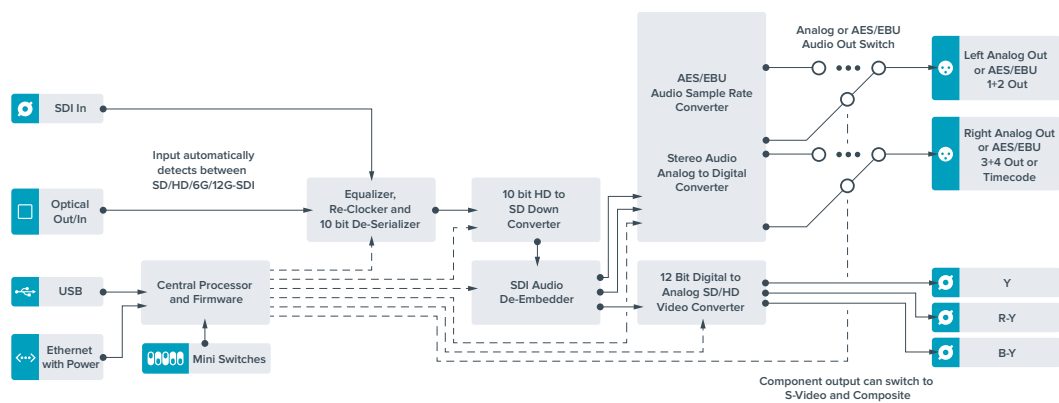 Analog or AES/EBU
Audio Out Switch
AES/EBU
Audio Sample Rate
Converter
Left Analog Out
or AES/EBU
1+2 Out
SDI In
Input automatically
detects between
SD/HD/6G/12G-SDI
Stereo Audio
Analog to Digital
Converter
Right Analog Out
or AES/EBU
3+4 Out or
Timecode
Optical
Out/In
Equalizer,
Re-Clocker and
10 bit De-Serializer
10 bit HD to
SD Down
Converter
USB
Central Processor
and Firmware
SDI Audio
De-Embedder
12 Bit Digital to
Analog SD/HD
Video Converter
Y
R-Y
B-Y
Ethernet
with Power
Mini Switches
Component output can switch to
S-Video and Composite